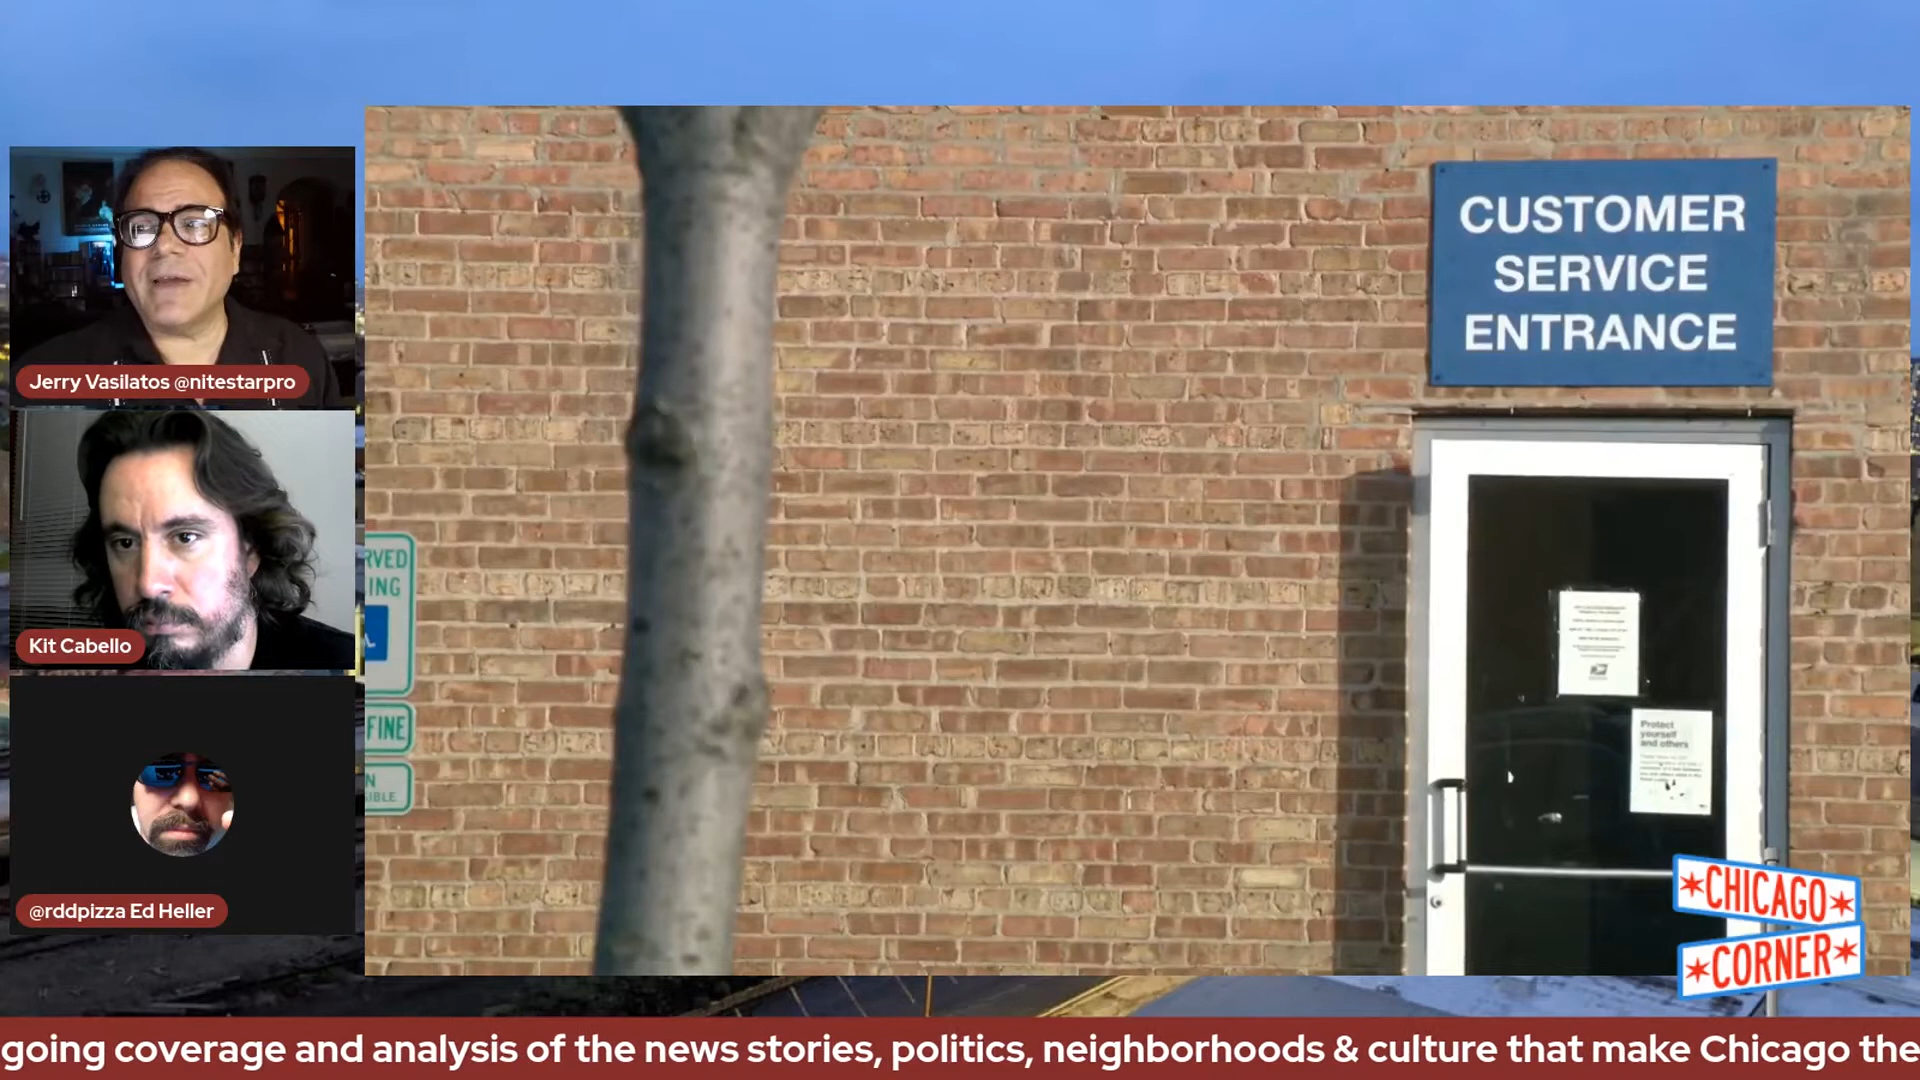 CUSTOMER
SERVICE
ENTRANCE
Jerry Vasilatos @nitestarpro
Kit Cabello
@rddpizza Ed Heller
RVED
ING
FINE
N
IBLE
Protect
yourself
and others
CHICAGO
CORNER
going coverage and analysis of the news stories, politics, neighborhoods & culture that make Chicago the